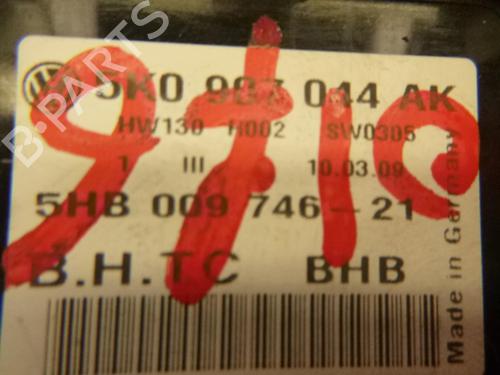 5K0 907 044 AK
HW130 H002 SW0305
1 III 10.03.09
5HB 009 746-21
B.H.TC BHB
Made in Germany
9710
B-PARTS